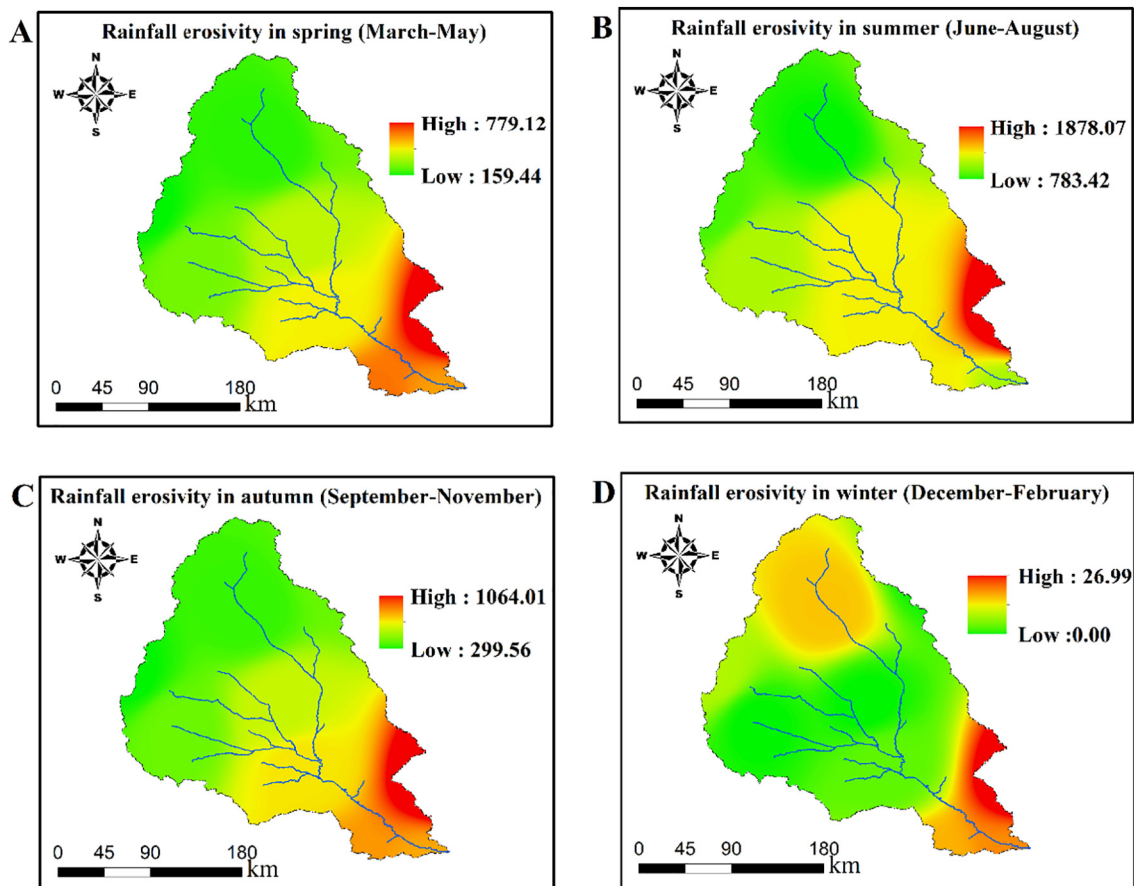 A
Rainfall erosivity in spring (March-May)
N
W E
S
High : 779.12
Low : 159.44
0 45 90 180
km
B
Rainfall erosivity in summer (June-August)
N
W E
S
High : 1878.07
Low : 783.42
0 45 90 180
km
C
Rainfall erosivity in autumn (September-November)
N
W E
S
High : 1064.01
Low : 299.56
0 45 90 180
km
D
Rainfall erosivity in winter (December-February)
N
W E
S
High : 26.99
Low :0.00
0 45 90 180
km